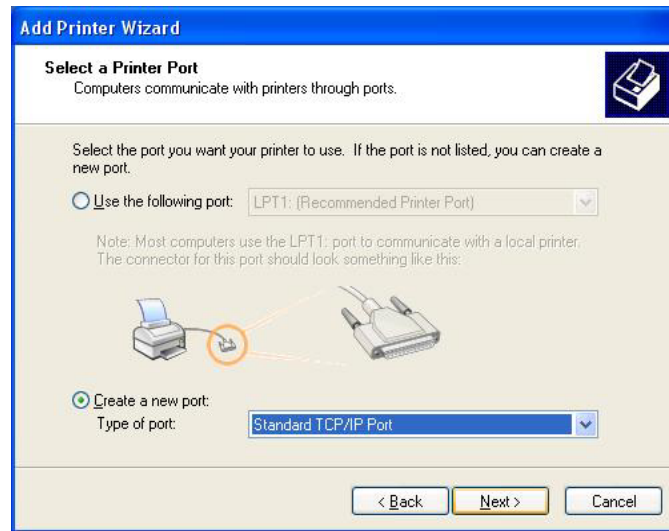 Add Printer Wizard
Select a Printer Port
Computers communicate with printers through ports.
Select the port you want your printer to use. If the port is not listed, you can create a
new port.
Use the following port: LPT1: (Recommended Printer Port)
Note: Most computers use the LPT1: port to communicate with a local printer.
The connector for this port should look something like this:
Create a new port:
Type of port: Standard TCP/IP Port
< Back Next > Cancel